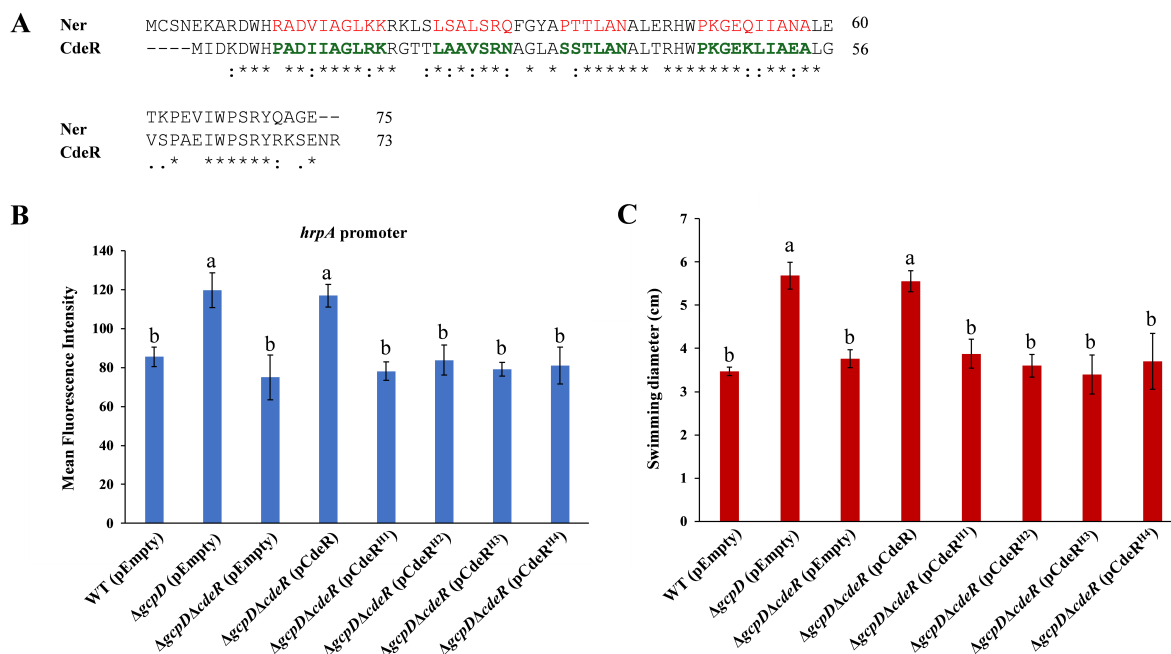 A
Ner MCSNEKARDWHRADVIAGLKKRKLSLSALSRQFGYAPTTLANALERHWPKGEQIIANALE 60
CdeR ----MIDKDWHPADIIAGLRKRGTTLAAVSRNAGLASSTLANALTRHWPKGEKLIAEALG 56
:*** **:****:** :*:*:**: * * :******* *******::**:**
Ner TKPEVIWPSRYQAGE-- 75
CdeR VSPAEIWPSRYRKSENR 73
..* ******: .*
B
hrpA promoter
Mean Fluorescence Intensity
140
120
100
80
60
40
20
0
b
a
b
a
b
b
b
b
WT (pEmpty)
ΔgcpD (pEmpty)
ΔgcpDΔcdeR (pEmpty)
ΔgcpDΔcdeR (pCdeR)
ΔgcpDΔcdeR (pCdeR^H1)
ΔgcpDΔcdeR (pCdeR^H2)
ΔgcpDΔcdeR (pCdeR^H3)
ΔgcpDΔcdeR (pCdeR^H4)
C
Swimming diameter (cm)
7
6
5
4
3
2
1
0
b
a
b
a
b
b
b
b
WT (pEmpty)
ΔgcpD (pEmpty)
ΔgcpDΔcdeR (pEmpty)
ΔgcpDΔcdeR (pCdeR)
ΔgcpDΔcdeR (pCdeR^H1)
ΔgcpDΔcdeR (pCdeR^H2)
ΔgcpDΔcdeR (pCdeR^H3)
ΔgcpDΔcdeR (pCdeR^H4)